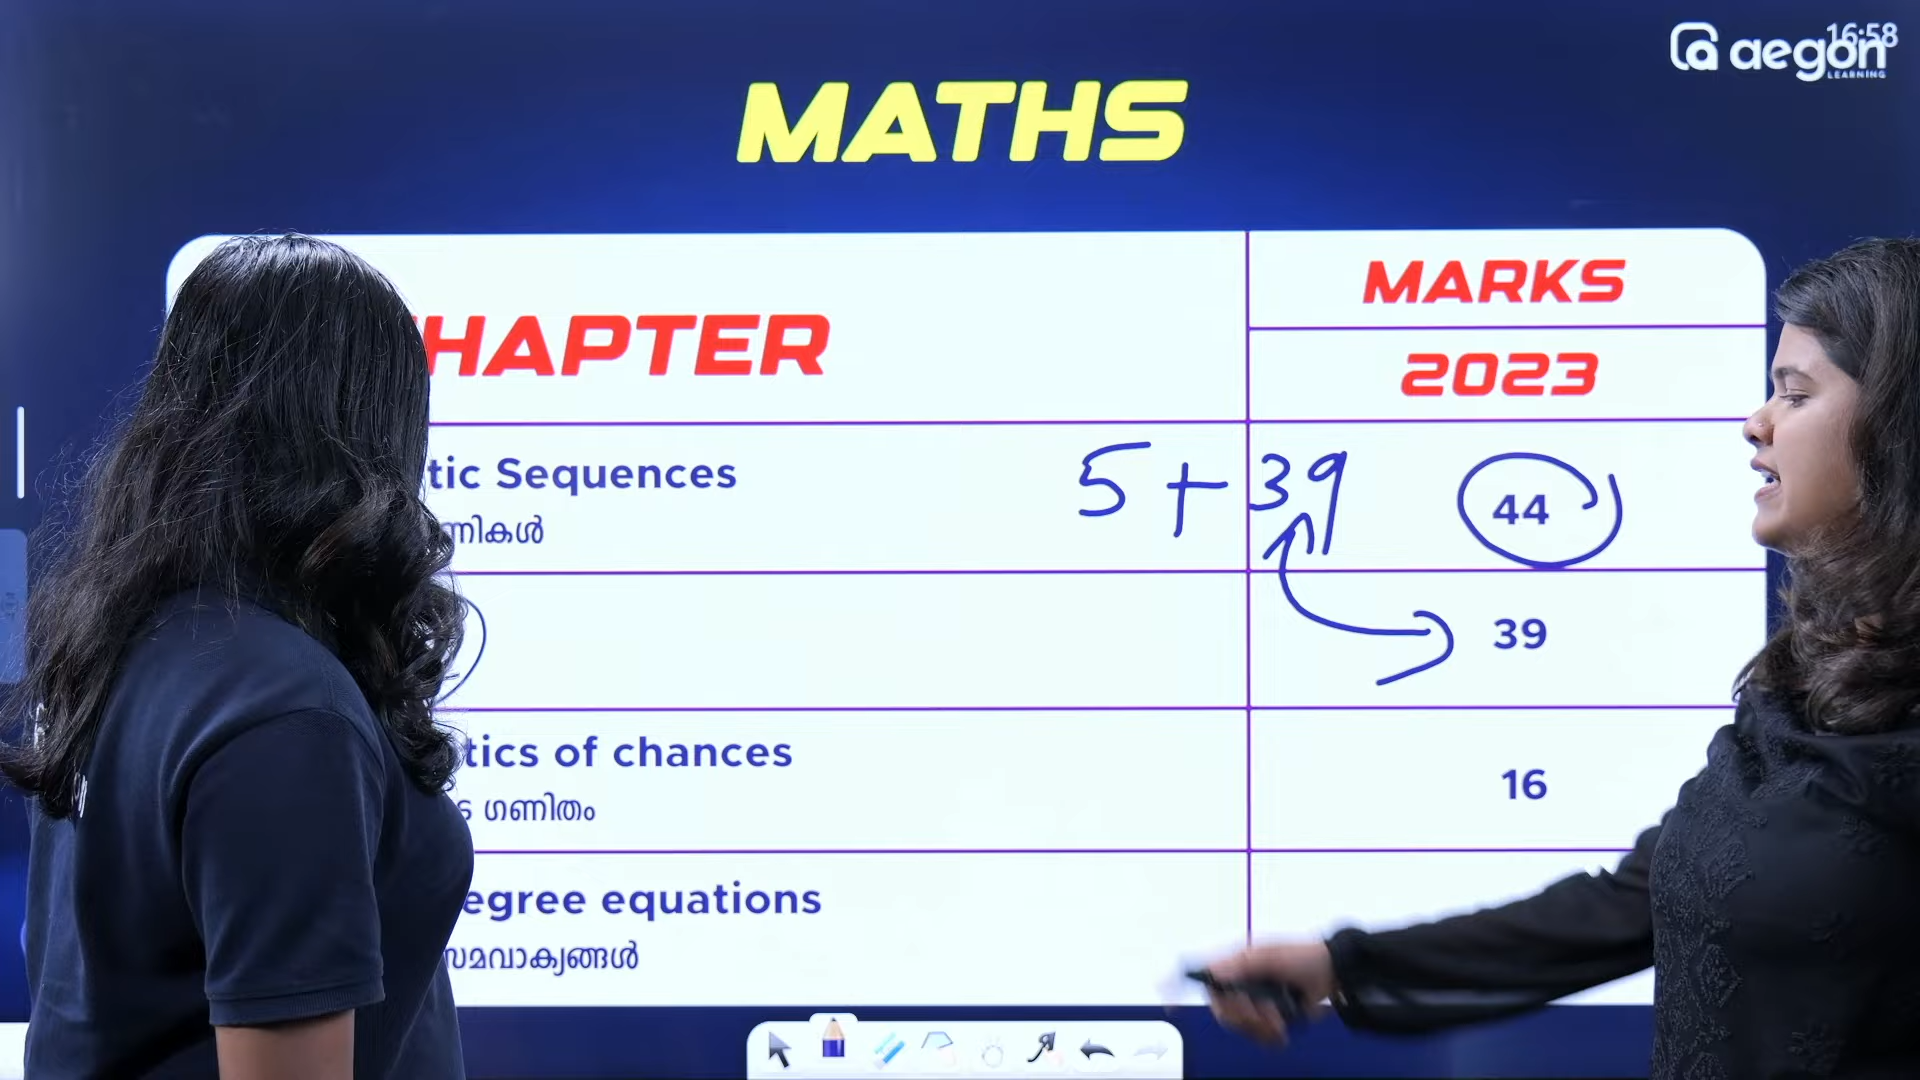 16:58
aegon
LEARNING
MATHS
HAPTER
MARKS
2023
tic Sequences
5 + 39
44
ണികൾ
39
tics of chances
ഗണിതം
16
egree equations
സമവാക്യങ്ങൾ